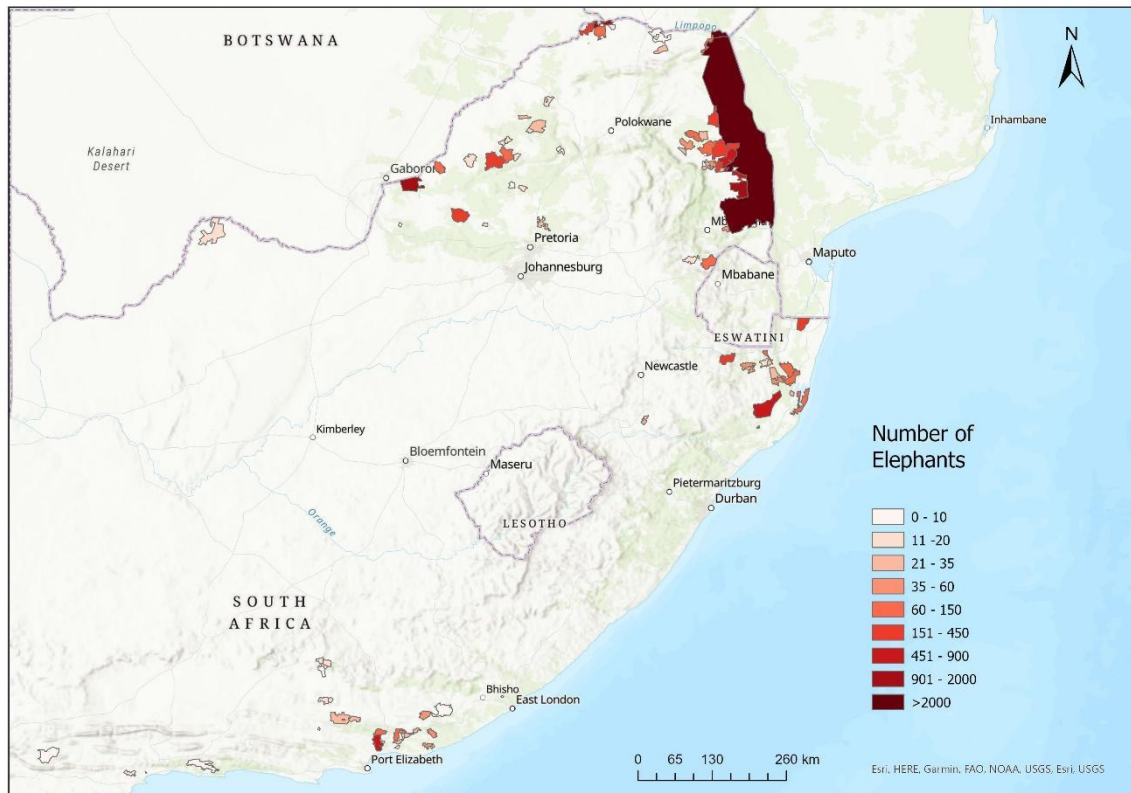 BOTSWANA
Limpopo
N
Inhambane
Polokwane
Kalahari
Desert
Gaboron
Pretoria
Johannesburg
Maputo
Mbabane
ESWATINI
Newcastle
Kimberley
Bloemfontein
Maseru
Number of
Elephants
Pietermaritzburg
Durban
Orange
LESOTHO
0 - 10
11 -20
21 - 35
35 - 60
60 - 150
151 - 450
451 - 900
901 - 2000
>2000
SOUTH
AFRICA
Bhisho
East London
Port Elizabeth
0 65 130 260 km
Esri, HERE, Garmin, FAO, NOAA, USGS, Esri, USGS